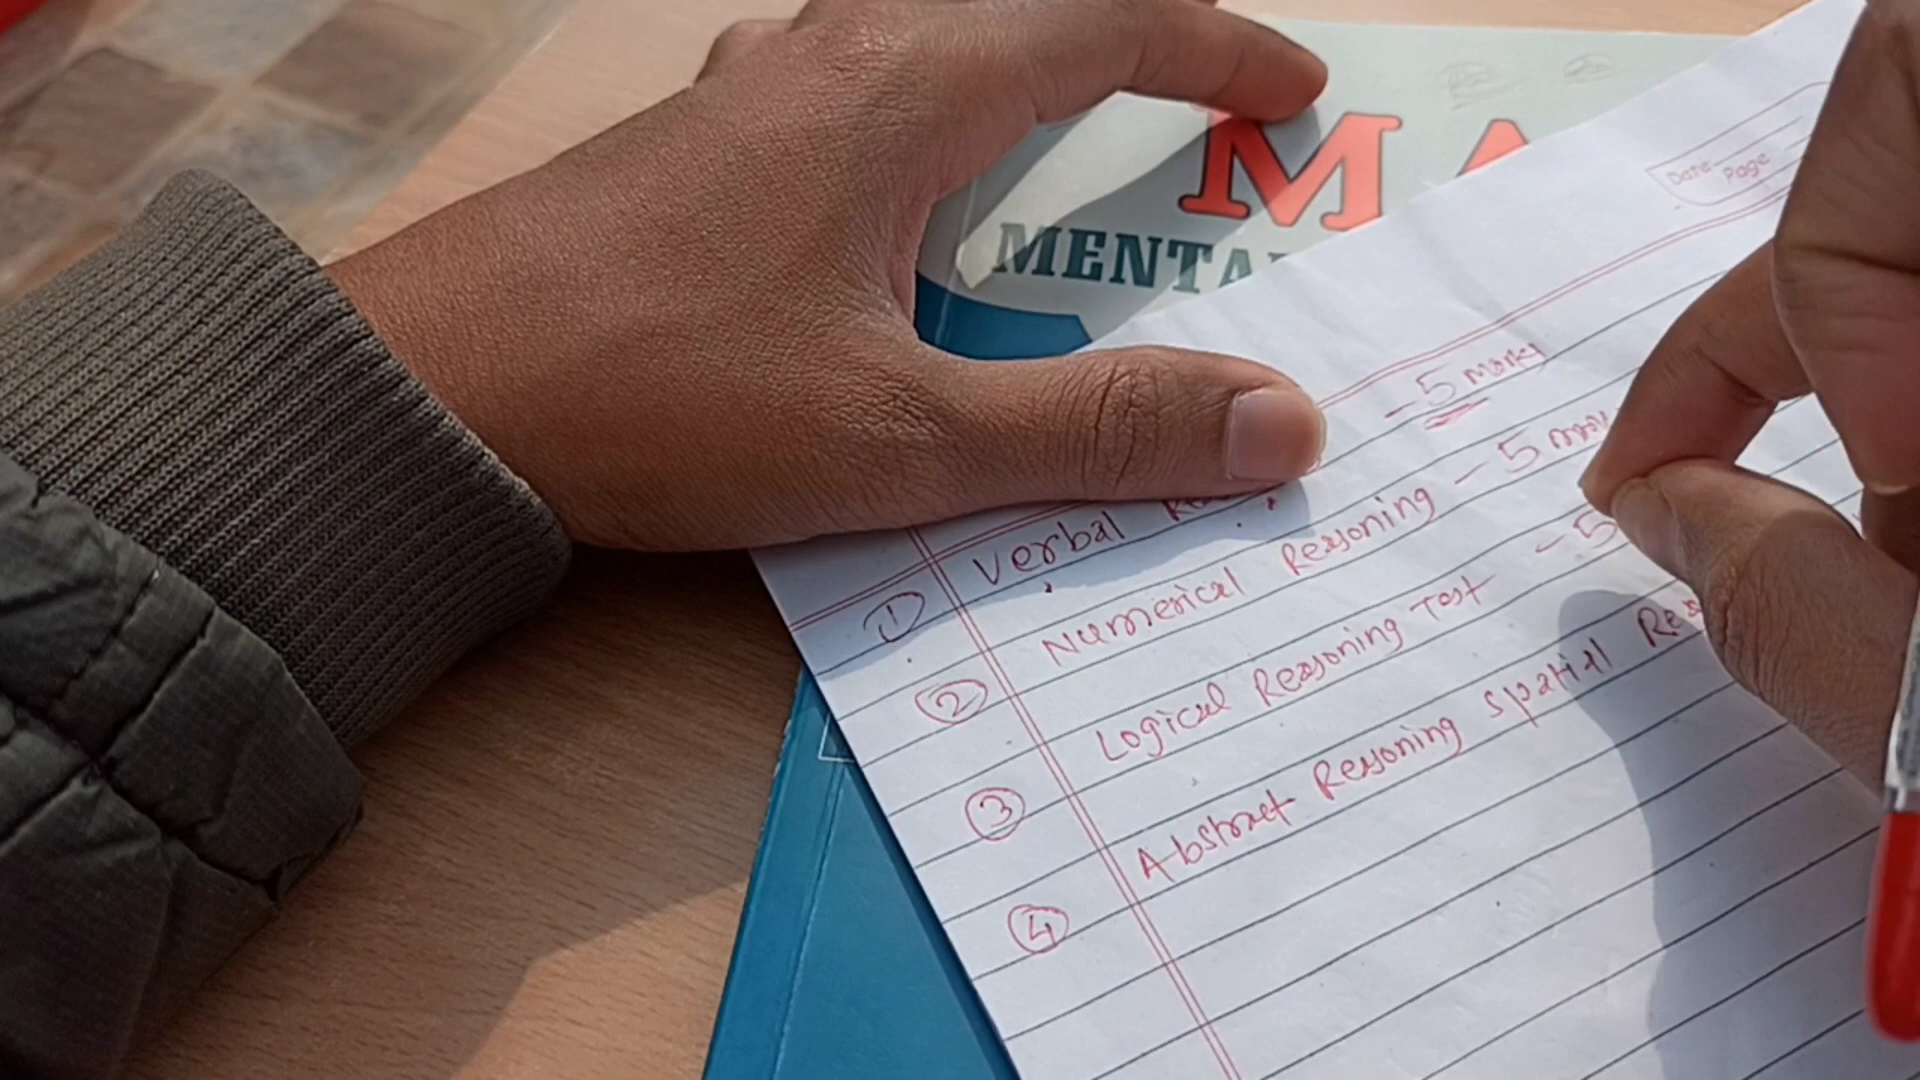 MA
MENTA
Date
Page
① Verbal - 5 marks
② Numerical Reasoning - 5
③ Logical Reasoning Test - 5
④ Abstract Reasoning Spatial Rea